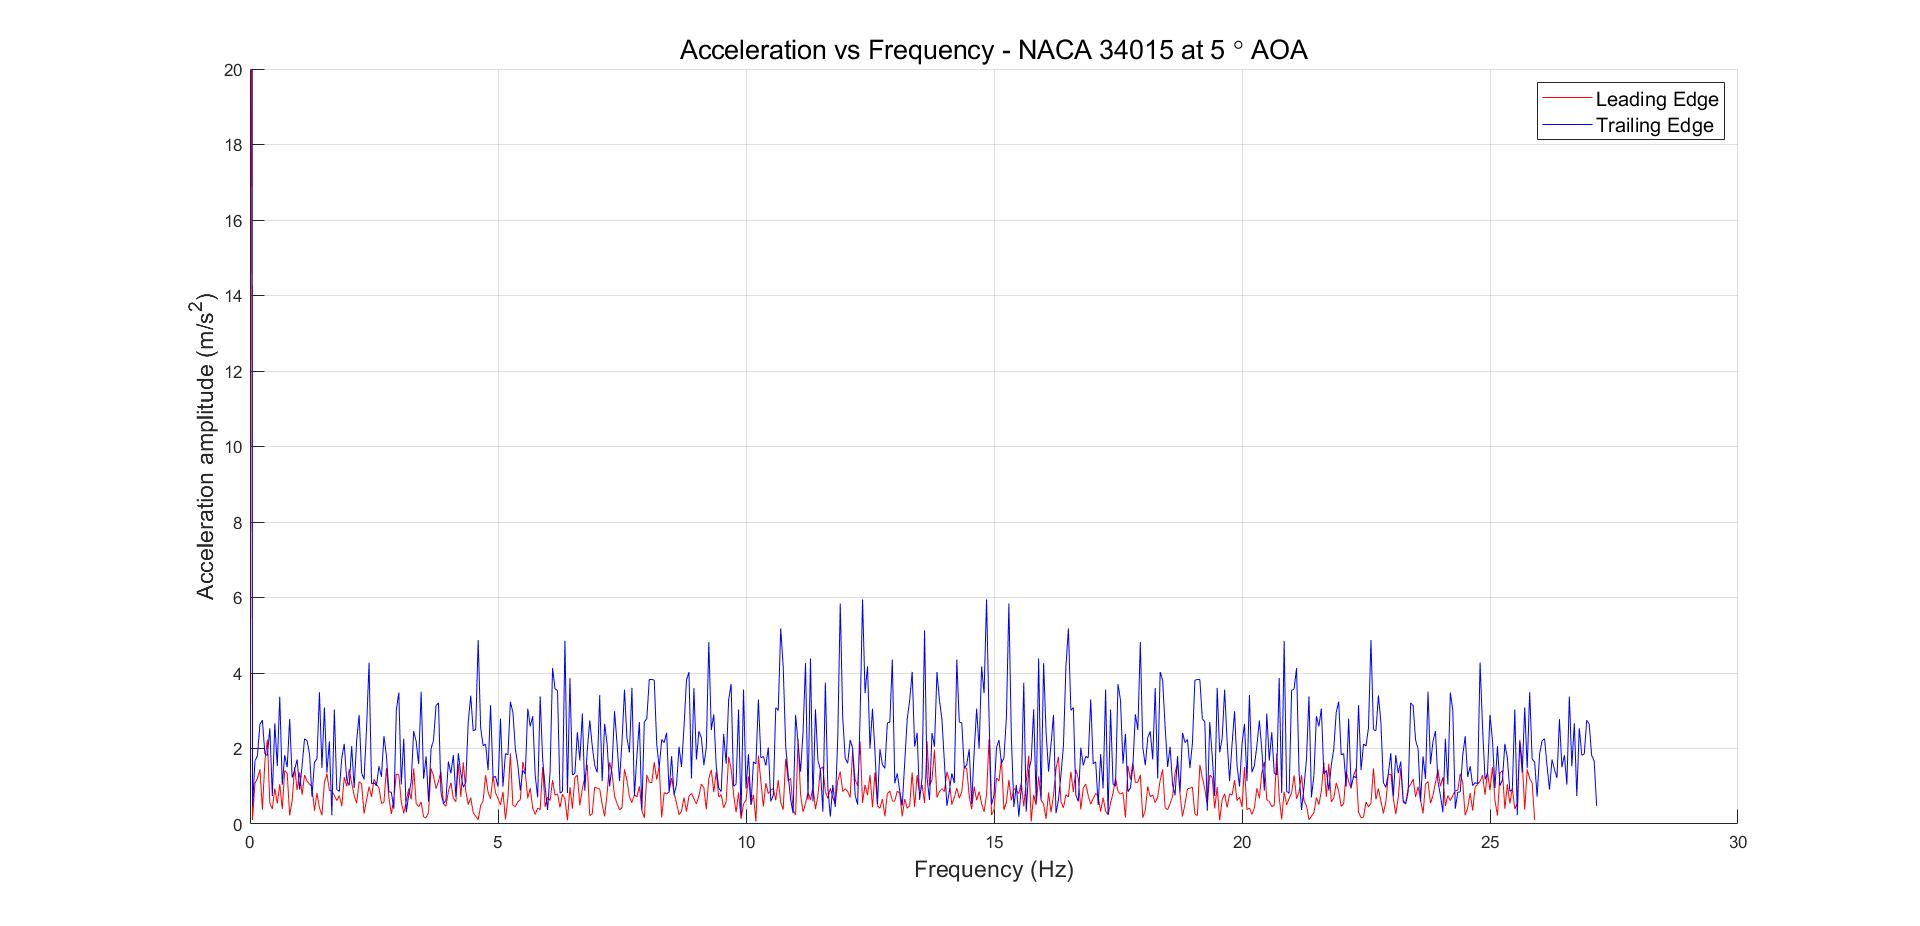 Acceleration vs Frequency - NACA 34015 at 5 ° AOA
Leading Edge
Trailing Edge
Acceleration amplitude (m/s²)
20
18
16
14
12
10
8
6
4
2
0
0 5 10 15 20 25 30
Frequency (Hz)